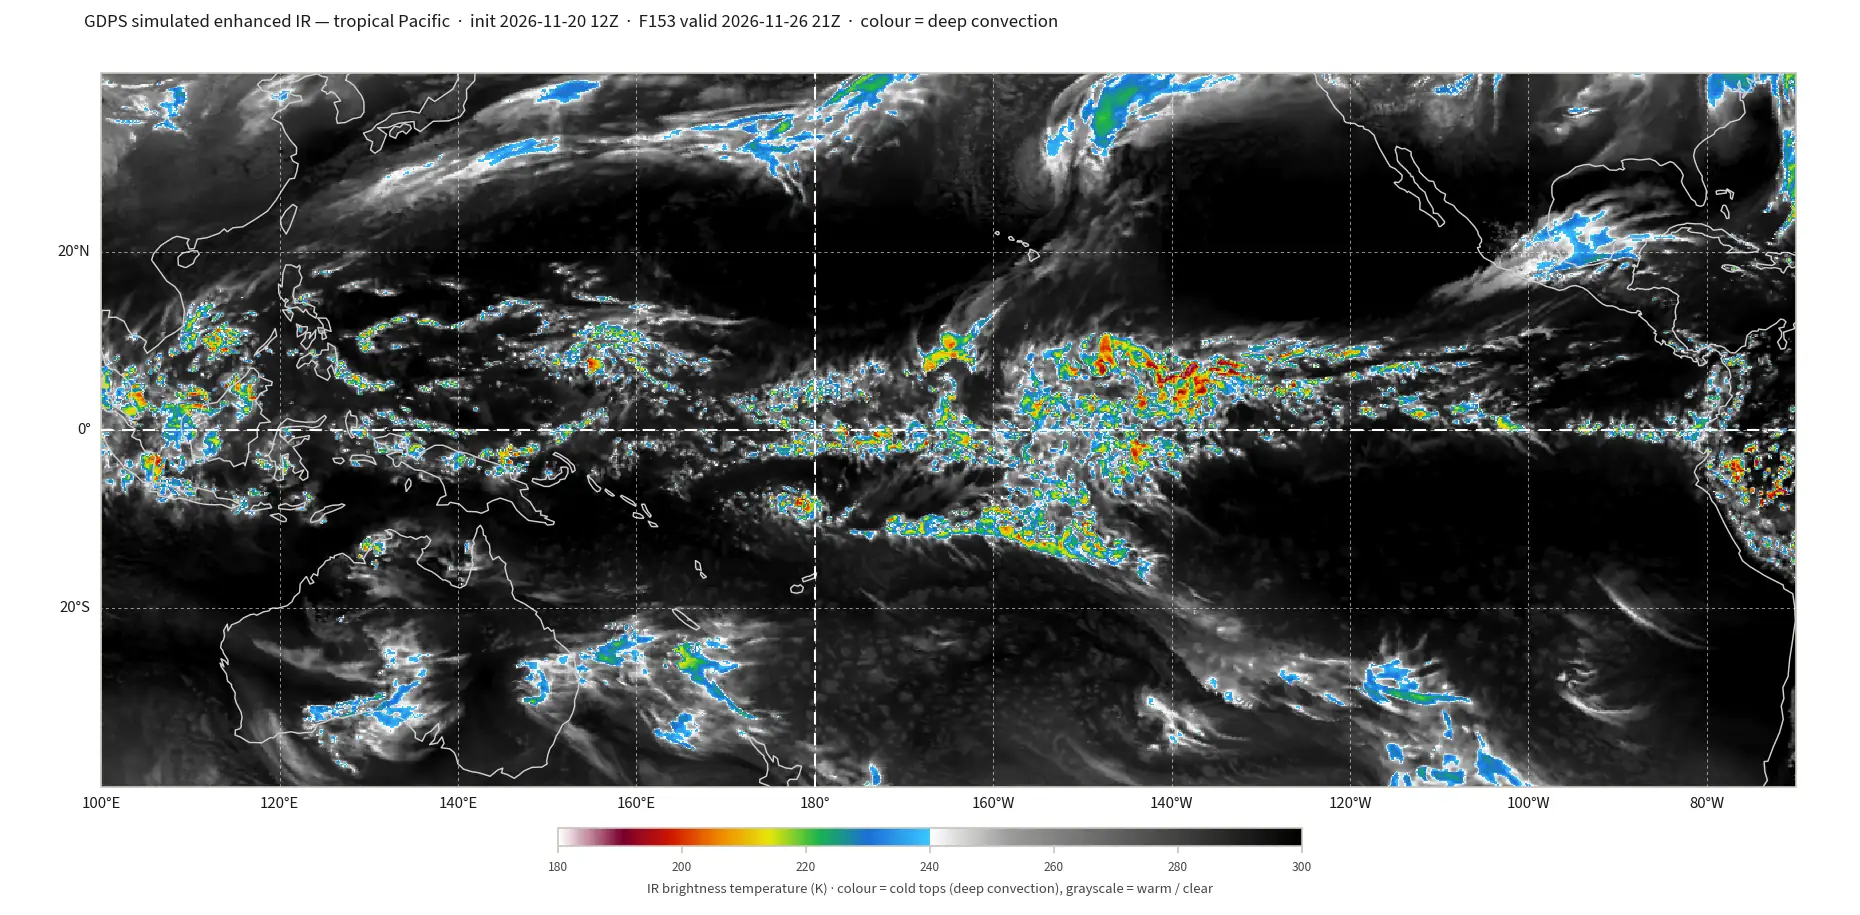 GDPS simulated enhanced IR — tropical Pacific · init 2026-11-20 12Z · F153 valid 2026-11-26 21Z · colour = deep convection
20°N
0°
20°S
100°E 120°E 140°E 160°E 180° 160°W 140°W 120°W 100°W 80°W
180 200 220 240 260 280 300
IR brightness temperature (K) · colour = cold tops (deep convection), grayscale = warm / clear